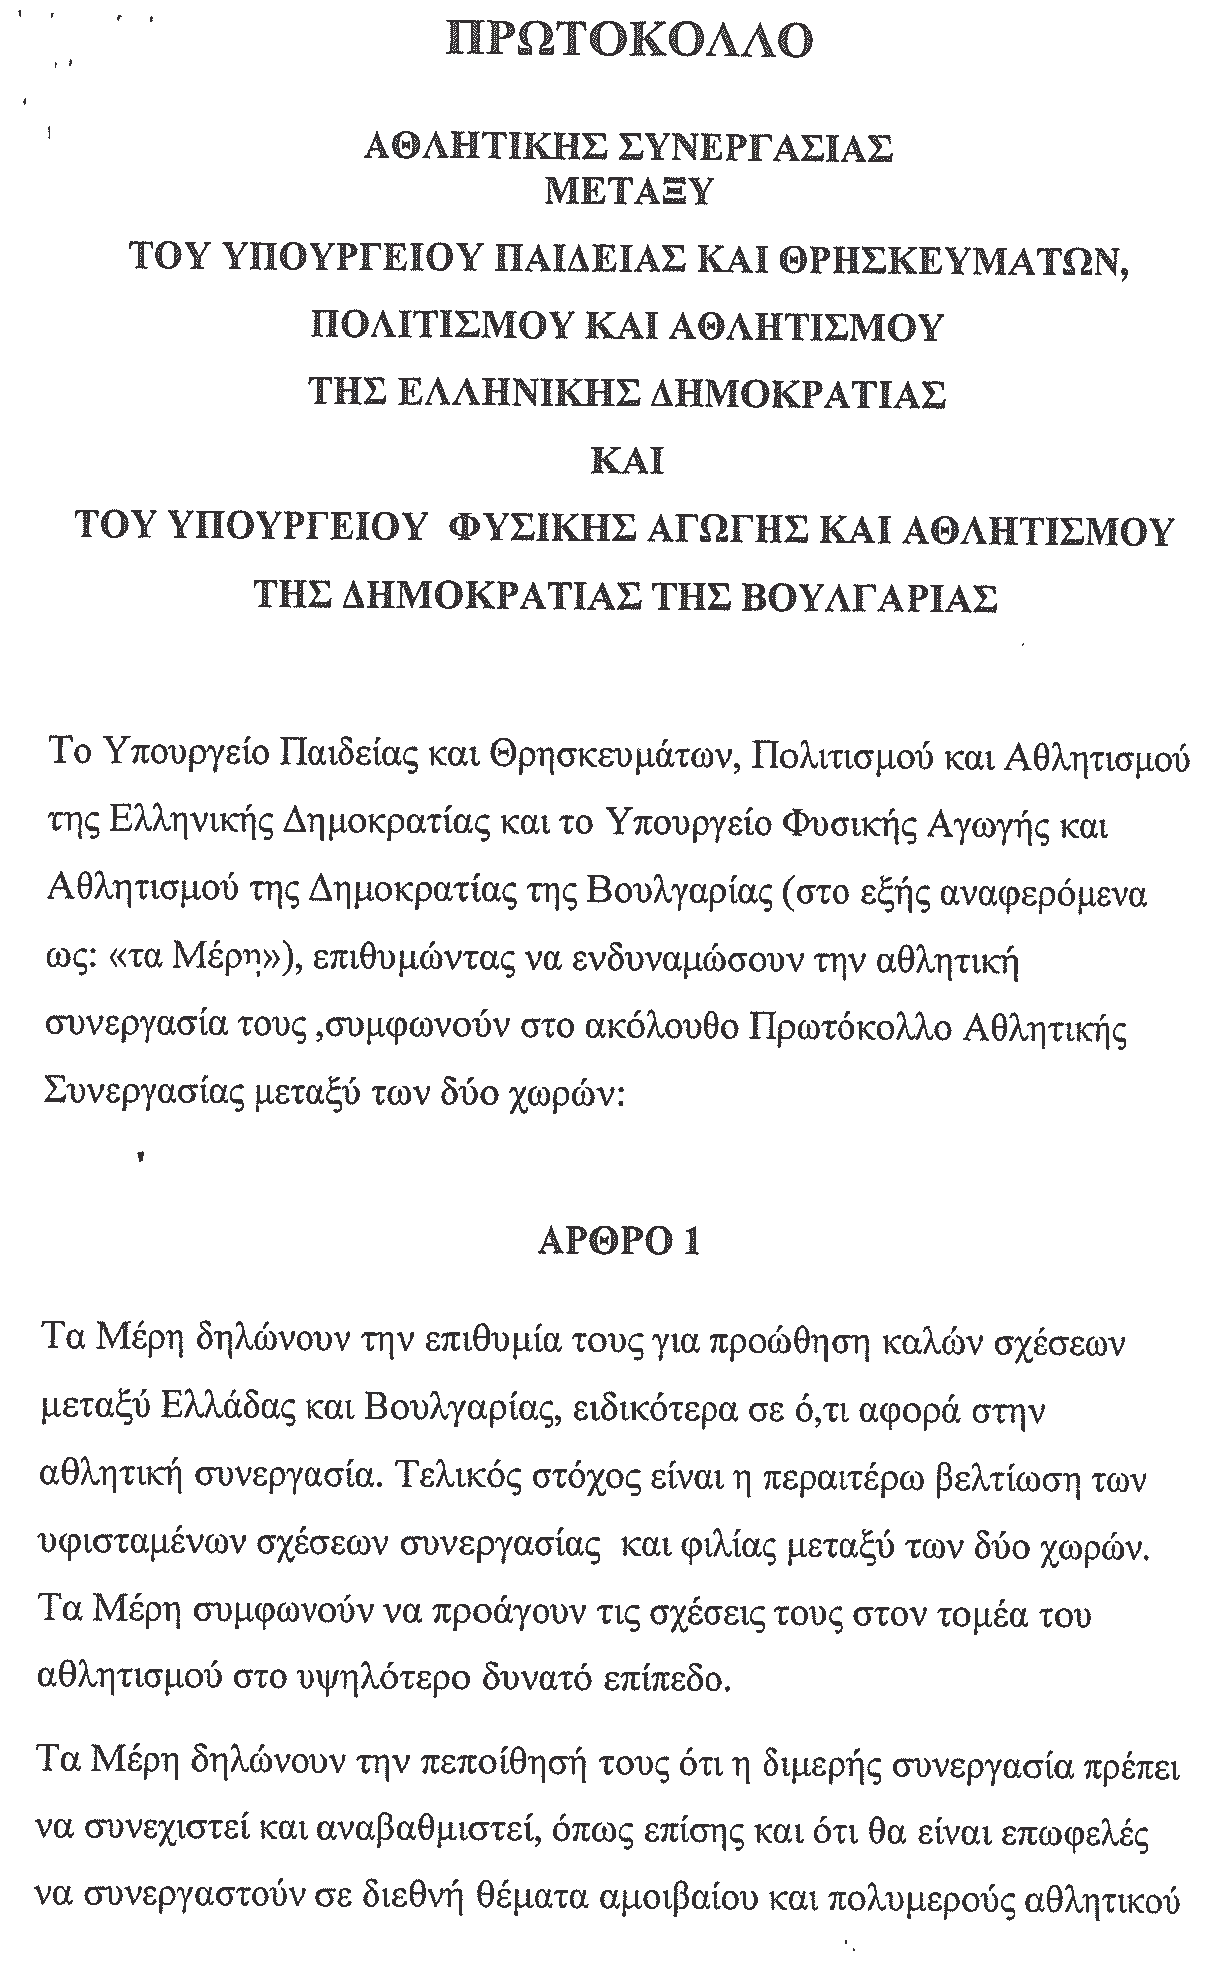 ΠΡΩΤΟΚΟΛΛΟ
ΑΘΛΗΤΙΚΗΣ ΣΥΝΕΡΓΑΣΙΑΣ
ΜΕΤΑΞΥ
ΤΟΥ ΥΠΟΥΡΓΕΙΟΥ ΠΑΙΔΕΙΑΣ ΚΑΙ ΘΡΗΣΚΕΥΜΑΤΩΝ,
ΠΟΛΙΤΙΣΜΟΥ ΚΑΙ ΑΘΛΗΤΙΣΜΟΥ
ΤΗΣ ΕΛΛΗΝΙΚΗΣ ΔΗΜΟΚΡΑΤΙΑΣ
ΚΑΙ
ΤΟΥ ΥΠΟΥΡΓΕΙΟΥ ΦΥΣΙΚΗΣ ΑΓΩΓΗΣ ΚΑΙ ΑΘΛΗΤΙΣΜΟΥ
ΤΗΣ ΔΗΜΟΚΡΑΤΙΑΣ ΤΗΣ ΒΟΥΛΓΑΡΙΑΣ
Το Υπουργείο Παιδείας και Θρησκευμάτων, Πολιτισμού και Αθλητισμού
της Ελληνικής Δημοκρατίας και το Υπουργείο Φυσικής Αγωγής και
Αθλητισμού της Δημοκρατίας της Βουλγαρίας (στο εξής αναφερόμενα
ως: «τα Μέρη»), επιθυμώντας να ενδυναμώσουν την αθλητική
συνεργασία τους ,συμφωνούν στο ακόλουθο Πρωτόκολλο Αθλητικής
Συνεργασίας μεταξύ των δύο χωρών:
ΑΡΘΡΟ 1
Τα Μέρη δηλώνουν την επιθυμία τους για προώθηση καλών σχέσεων
μεταξύ Ελλάδας και Βουλγαρίας, ειδικότερα σε ό,τι αφορά στην
αθλητική συνεργασία. Τελικός στόχος είναι η περαιτέρω βελτίωση των
υφισταμένων σχέσεων συνεργασίας και φιλίας μεταξύ των δύο χωρών.
Τα Μέρη συμφωνούν να προάγουν τις σχέσεις τους στον τομέα του
αθλητισμού στο υψηλότερο δυνατό επίπεδο.
Τα Μέρη δηλώνουν την πεποίθησή τους ότι η διμερής συνεργασία πρέπει
να συνεχιστεί και αναβαθμιστεί, όπως επίσης και ότι θα είναι επωφελές
να συνεργαστούν σε διεθνή θέματα αμοιβαίου και πολυμερούς αθλητικού